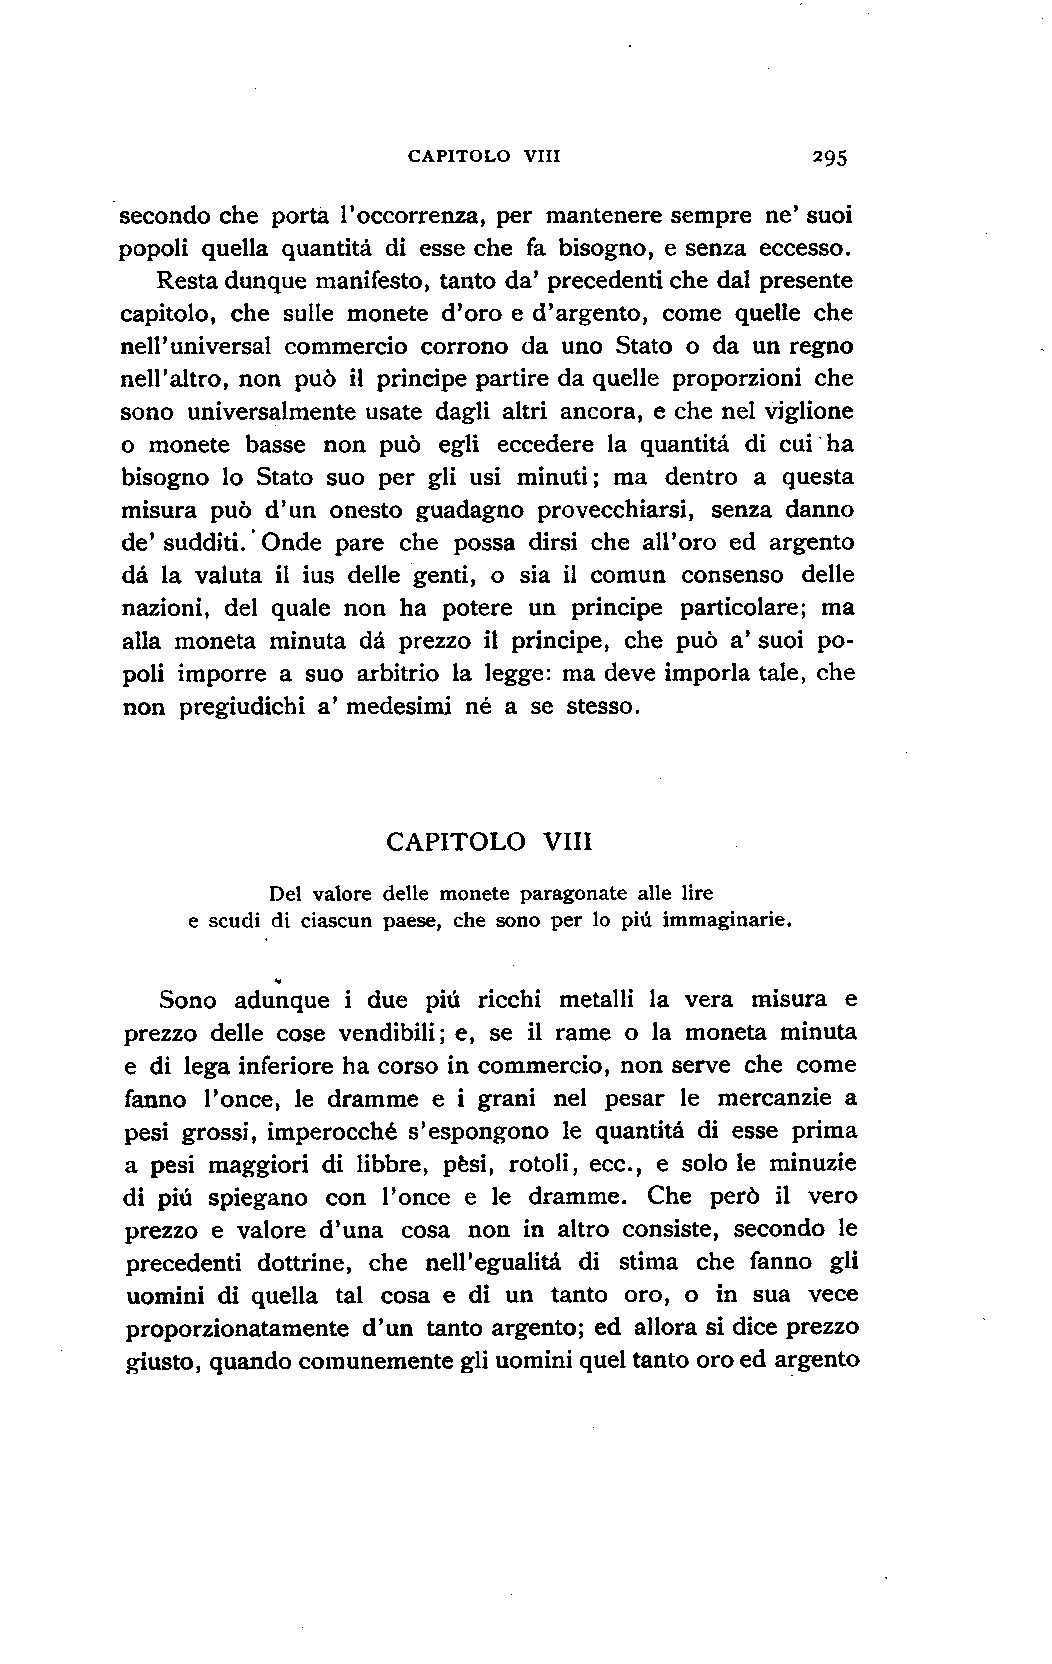 CAPITOLO VIII 295
secondo che porta l'occorrenza, per mantenere sempre ne' suoi
popoli quella quantitá di esse che fa bisogno, e senza eccesso.
Resta dunque manifesto, tanto da' precedenti che dal presente
capitolo, che sulle monete d'oro e d'argento, come quelle che
nell'universal commercio corrono da uno Stato o da un regno
nell'altro, non può il principe partire da quelle proporzioni che
sono universalmente usate dagli altri ancora, e che nel viglione
o monete basse non può egli eccedere la quantitá di cui ha
bisogno lo Stato suo per gli usi minuti; ma dentro a questa
misura può d'un onesto guadagno provecchiarsi, senza danno
de' sudditi. Onde pare che possa dirsi che all'oro ed argento
dá la valuta il ius delle genti, o sia il comun consenso delle
nazioni, del quale non ha potere un principe particolare; ma
alla moneta minuta dá prezzo il principe, che può a' suoi po-
poli imporre a suo arbitrio la legge: ma deve imporla tale, che
non pregiudichi a' medesimi né a se stesso.
CAPITOLO VIII
Del valore delle monete paragonate alle lire
e scudi di ciascun paese, che sono per lo piú immaginarie.
Sono adunque i due piú ricchi metalli la vera misura e
prezzo delle cose vendibili; e, se il rame o la moneta minuta
e di lega inferiore ha corso in commercio, non serve che come
fanno l'once, le dramme e i grani nel pesar le mercanzie a
pesi grossi, imperocché s'espongono le quantitá di esse prima
a pesi maggiori di libbre, pèsi, rotoli, ecc., e solo le minuzie
di piú spiegano con l'once e le dramme. Che però il vero
prezzo e valore d'una cosa non in altro consiste, secondo le
precedenti dottrine, che nell'egualitá di stima che fanno gli
uomini di quella tal cosa e di un tanto oro, o in sua vece
proporzionatamente d'un tanto argento; ed allora si dice prezzo
giusto, quando comunemente gli uomini quel tanto oro ed argento